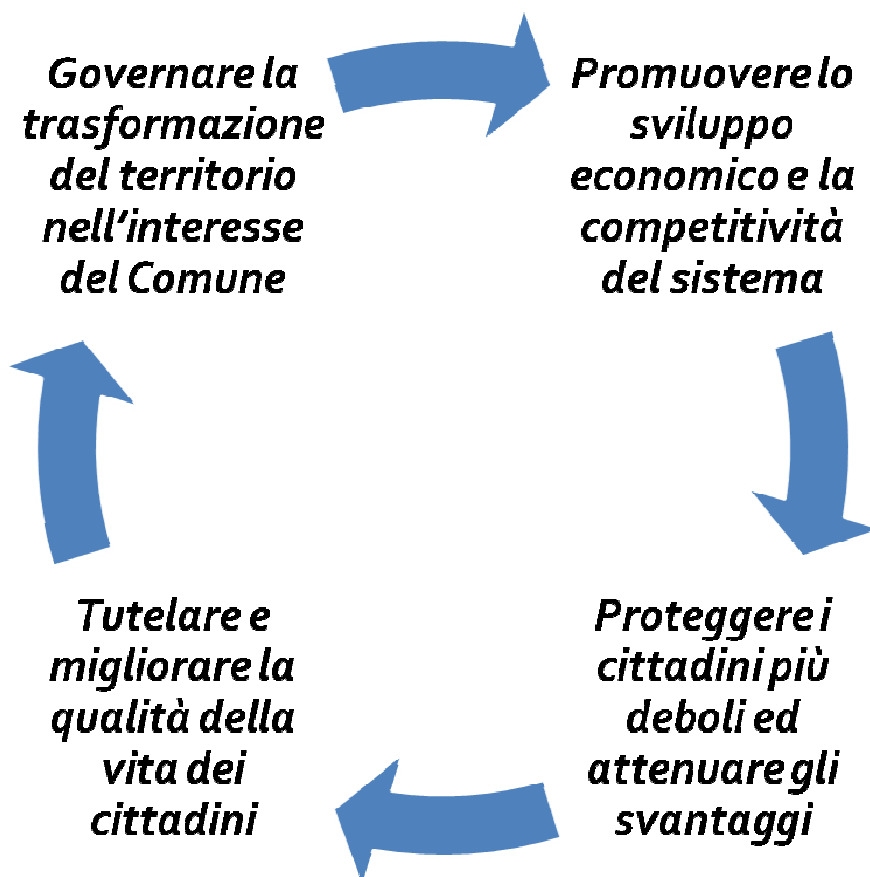 Governare la
trasformazione
del territorio
nell'interesse
del Comune
Promuovere lo
sviluppo
economico e la
competitività
del sistema
Proteggere i
cittadini più
deboli ed
attenuare gli
svantaggi
Tutelare e
migliorare la
qualità della
vita dei
cittadini